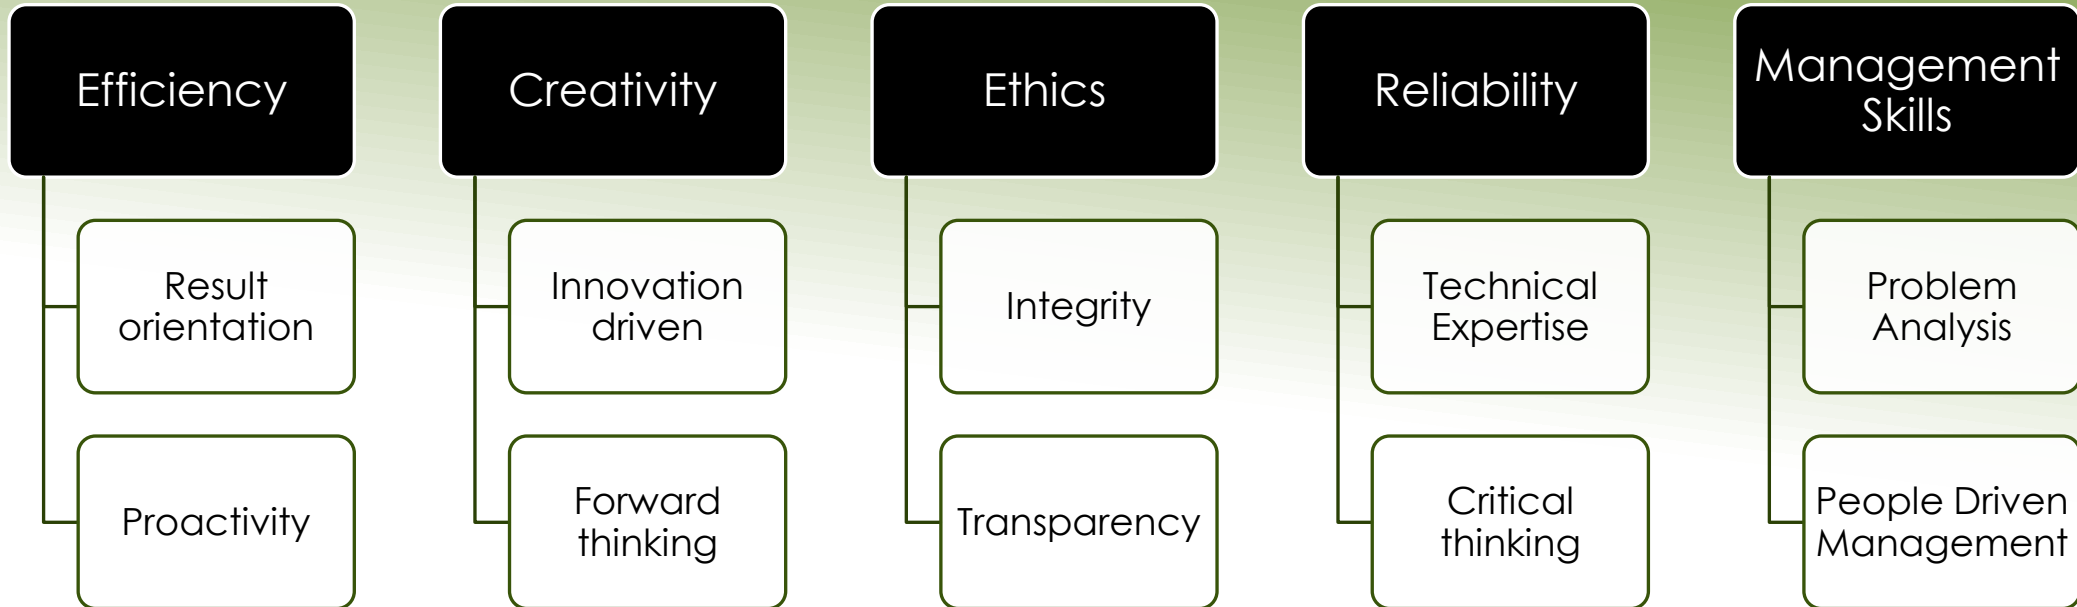 Efficiency
Result
orientation
Proactivity
Creativity
Innovation
driven
Forward
thinking
Ethics
Integrity
Transparency
Reliability
Technical
Expertise
Critical
thinking
Management
Skills
Problem
Analysis
People Driven
Management